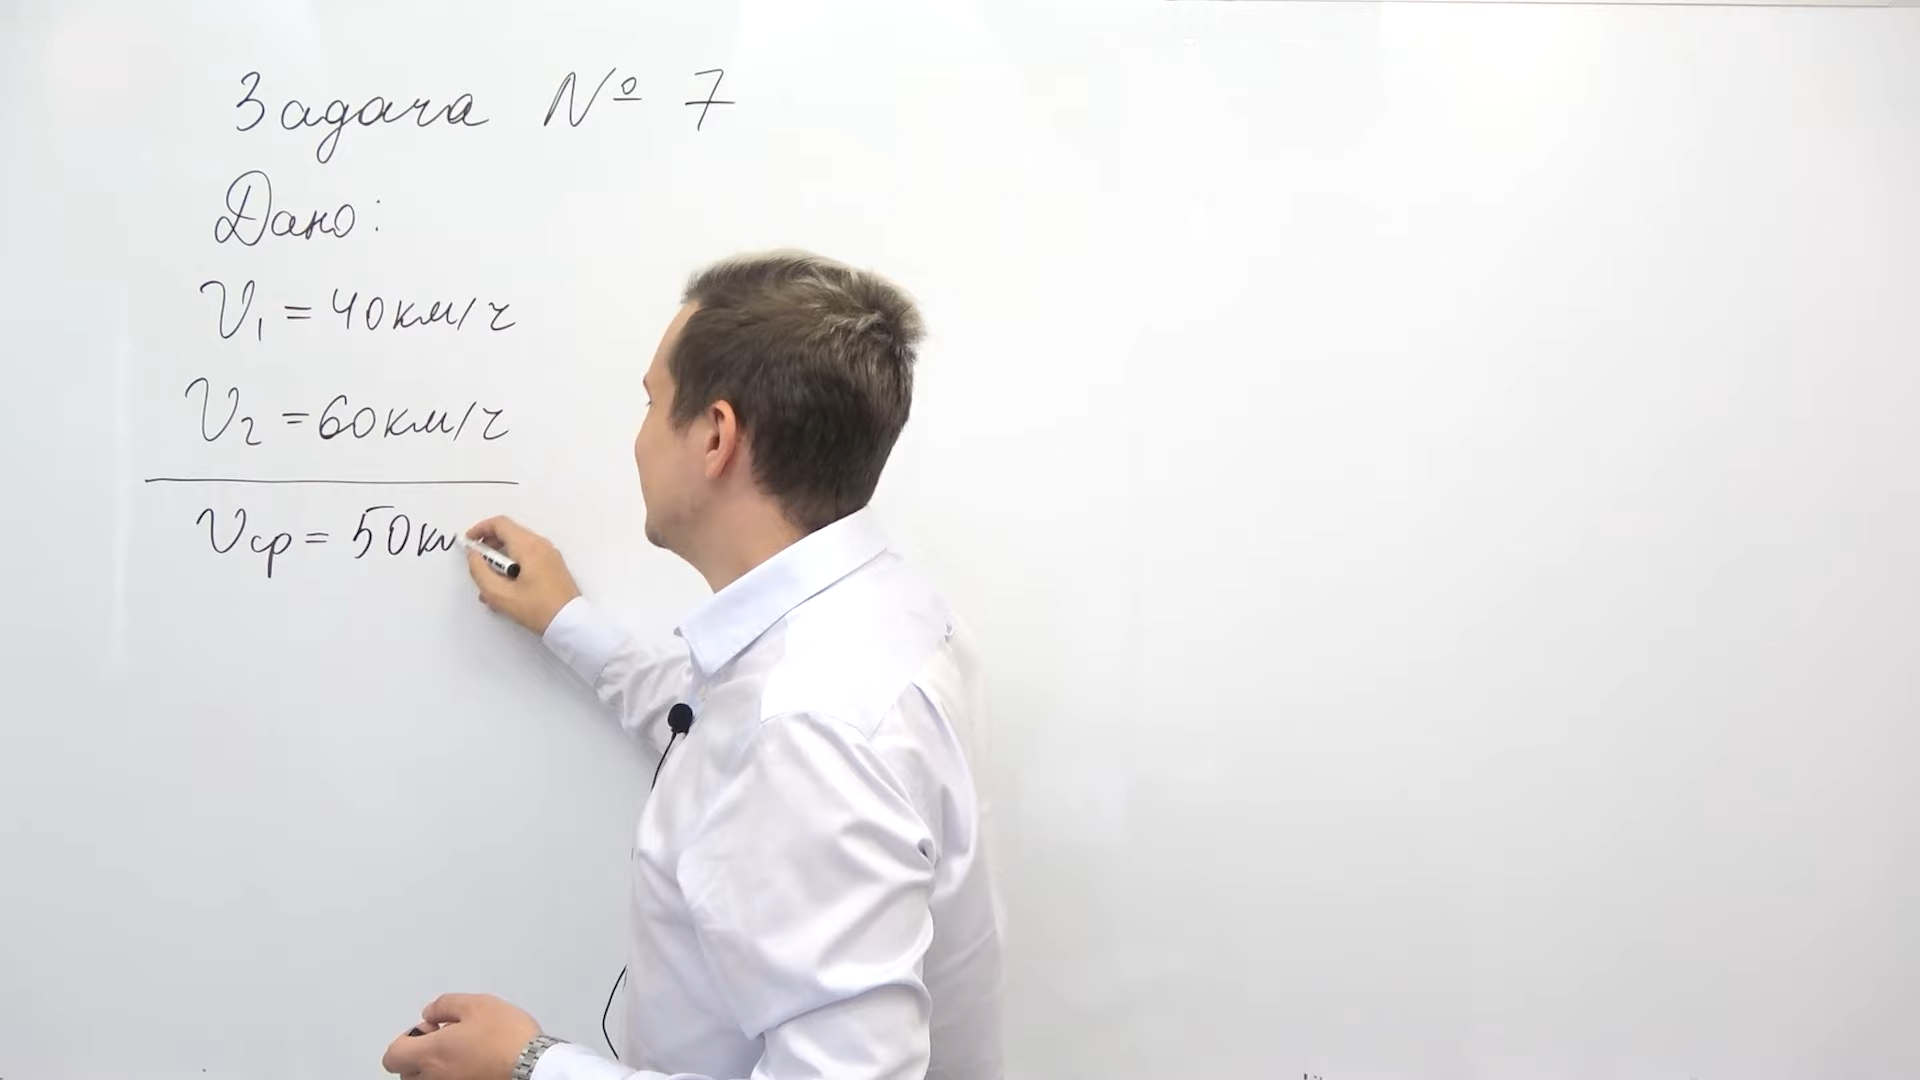 Задача № 7
Дано:
V₁ = 40км/ч
V₂ = 60км/ч
Vср = 50км